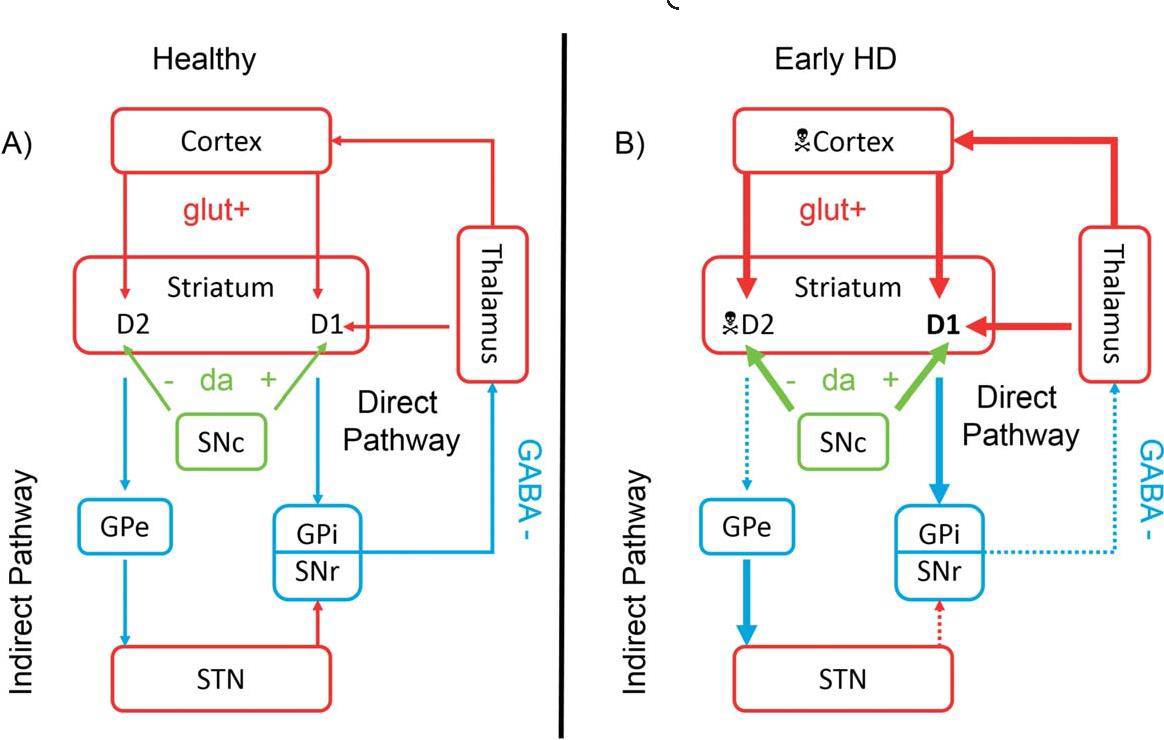 Healthy
A)
Cortex
glut+
Striatum
D2
D1
Thalamus
- da +
SNc
Direct
Pathway
GABA -
Indirect Pathway
GPe
GPi
SNr
STN
Early HD
B)
Cortex
glut+
Striatum
D2
D1
Thalamus
- da +
SNc
Direct
Pathway
GABA -
Indirect Pathway
GPe
GPi
SNr
STN